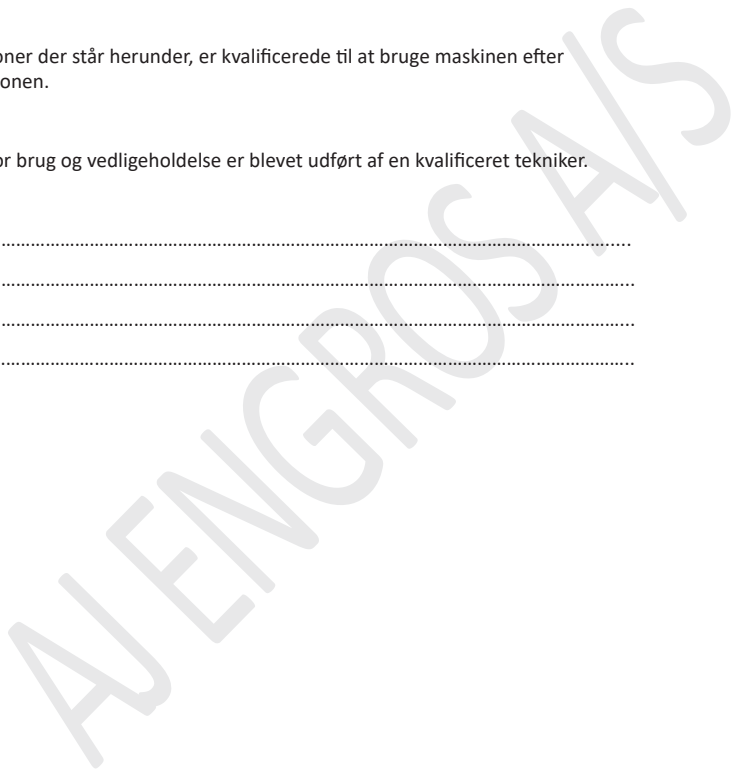 oner der står herunder, er kvalificerede til at bruge maskinen efter
onen.
or brug og vedligeholdelse er blevet udført af en kvalificeret tekniker.
AJ ENGROS A/S